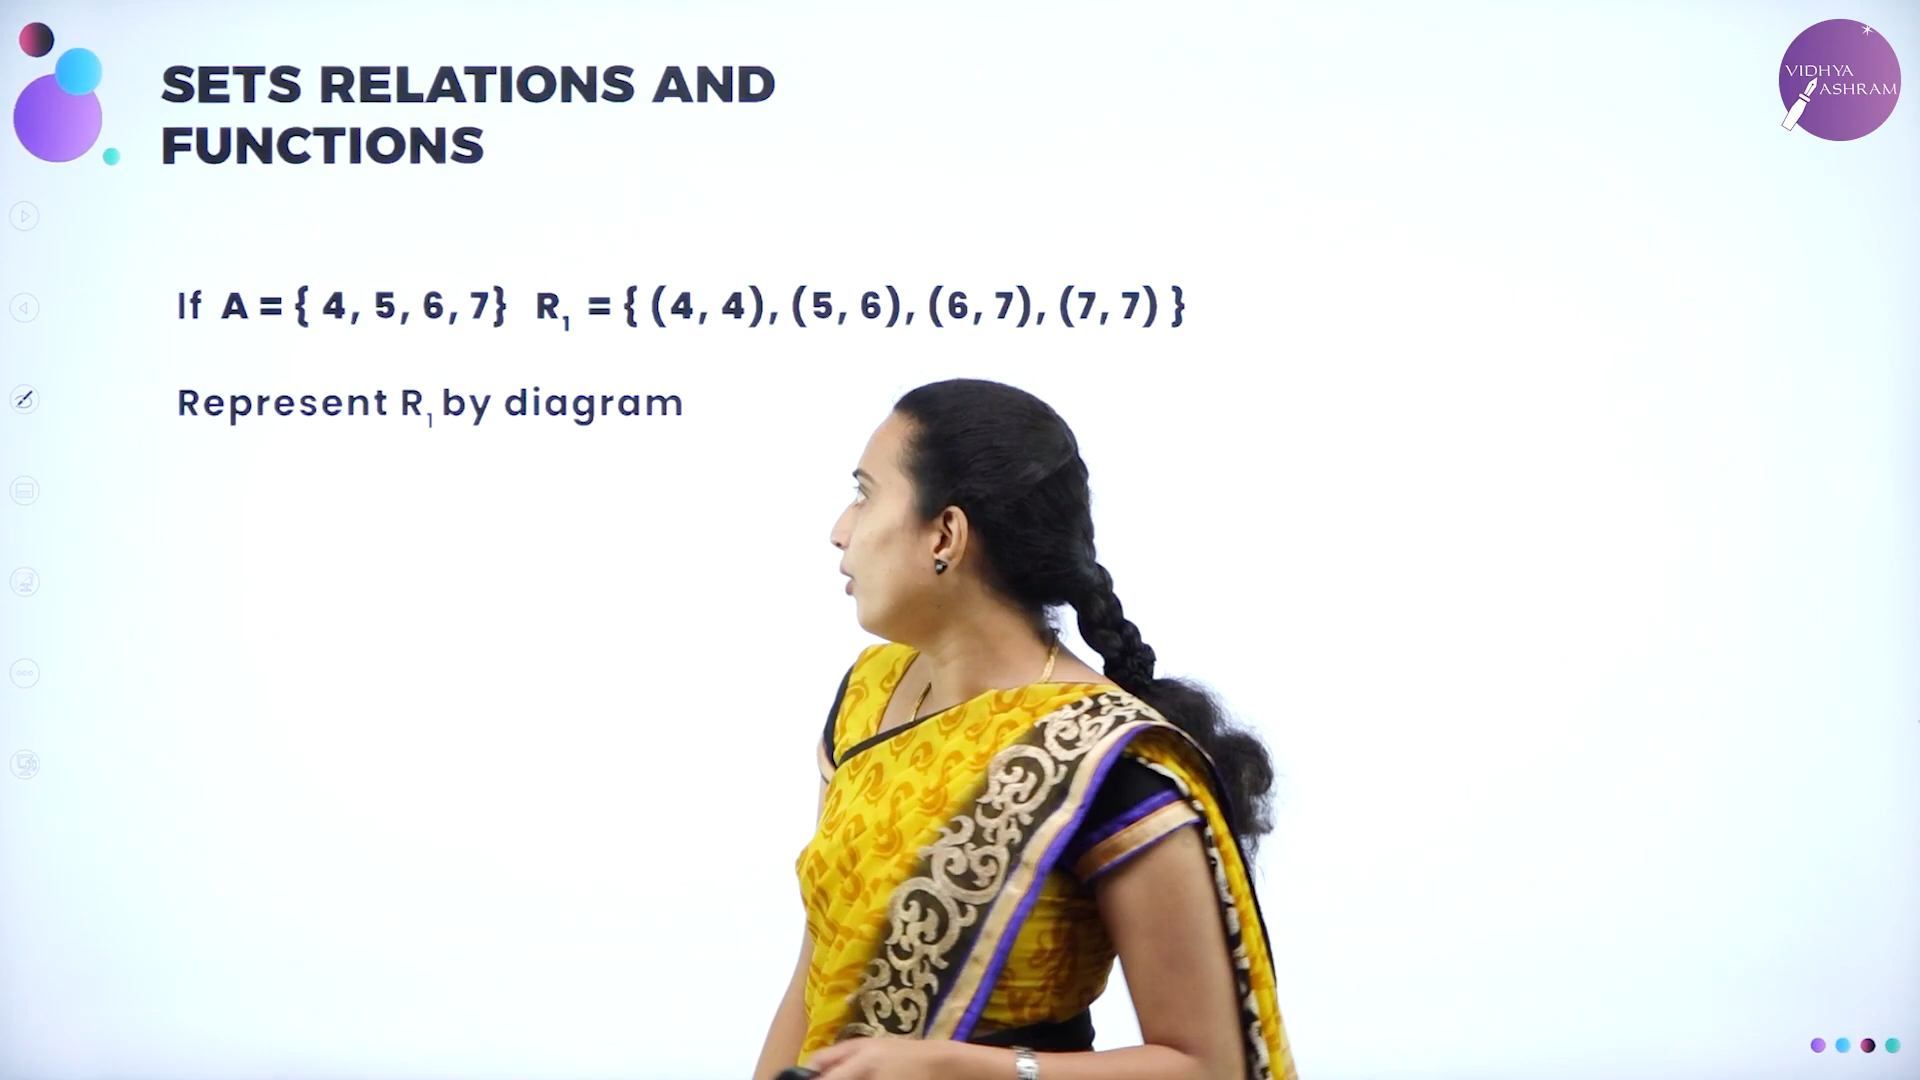 SETS RELATIONS AND
FUNCTIONS
VIDHYA
ASHRAM
If A = { 4, 5, 6, 7} R₁ = { (4, 4), (5, 6), (6, 7), (7, 7) }
Represent R₁ by diagram